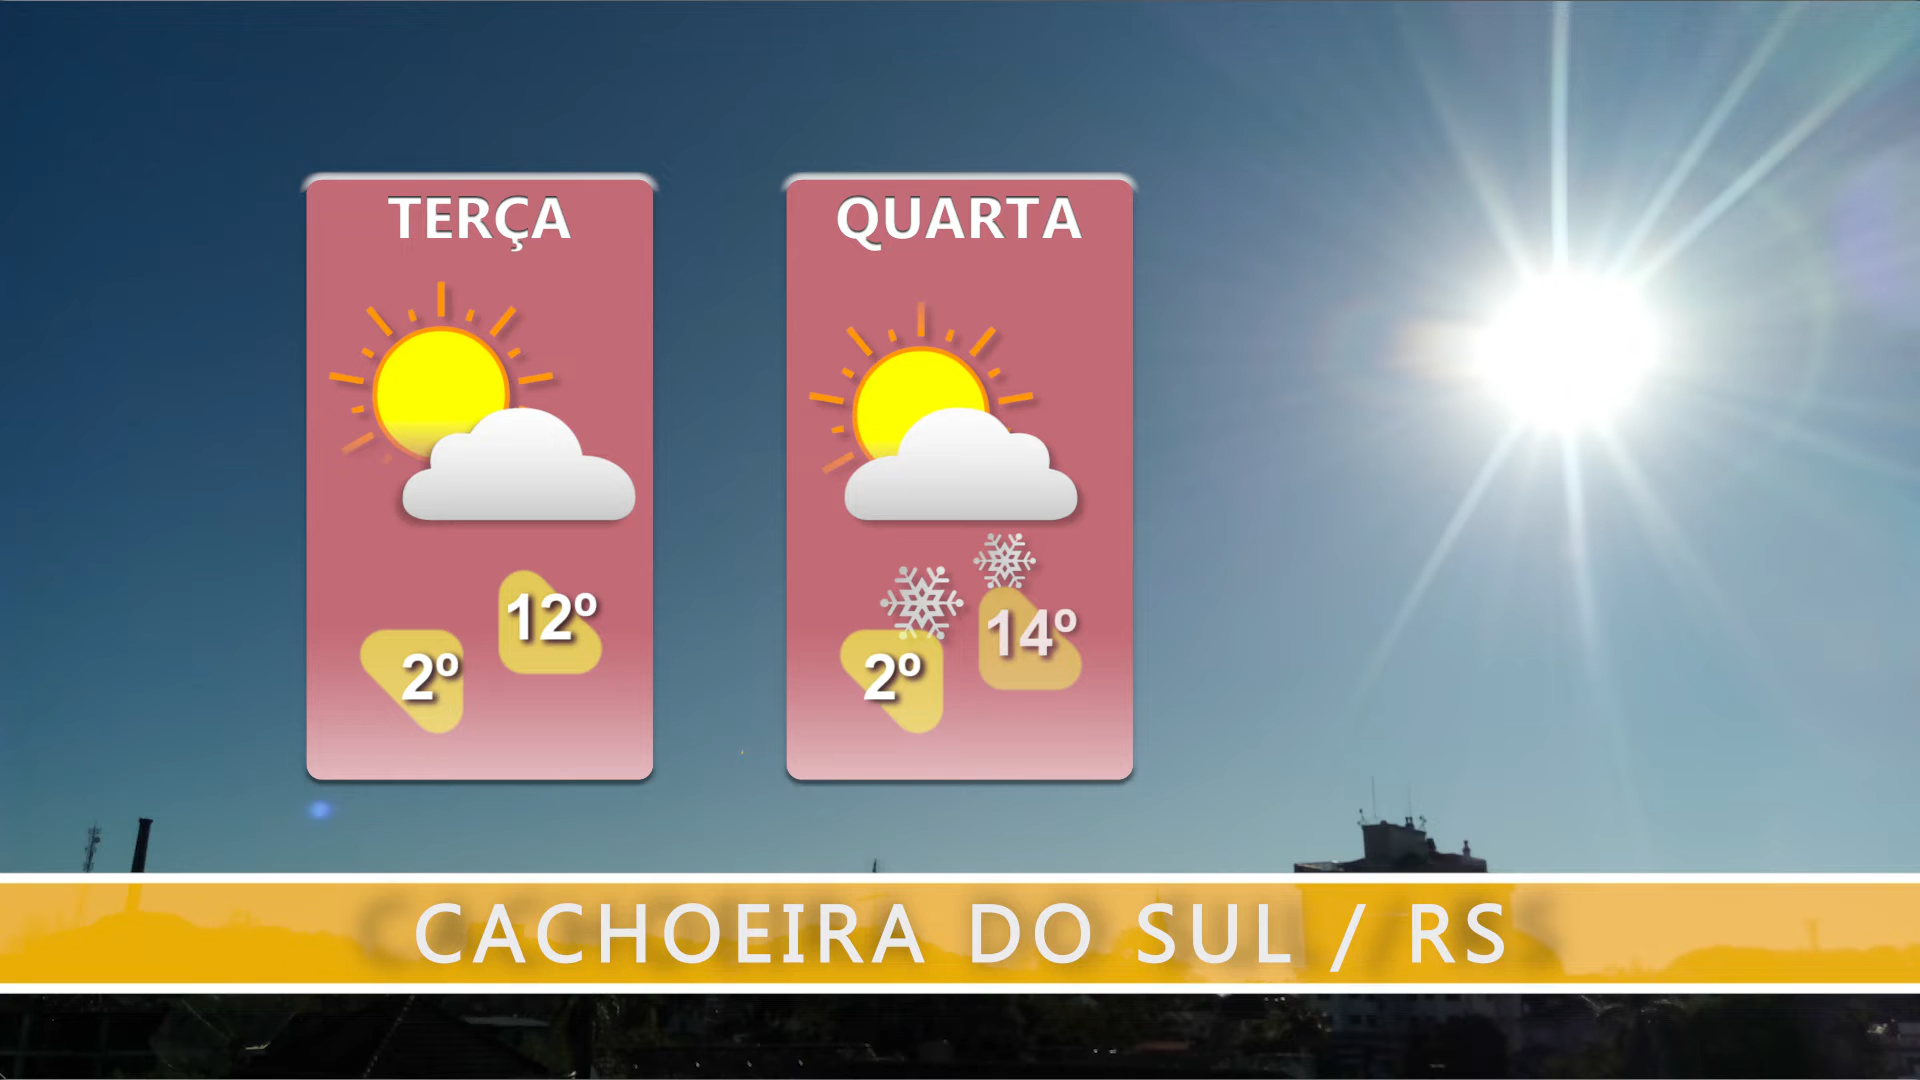 TERÇA
QUARTA
12º
2º
14º
2º
CACHOEIRA DO SUL / RS